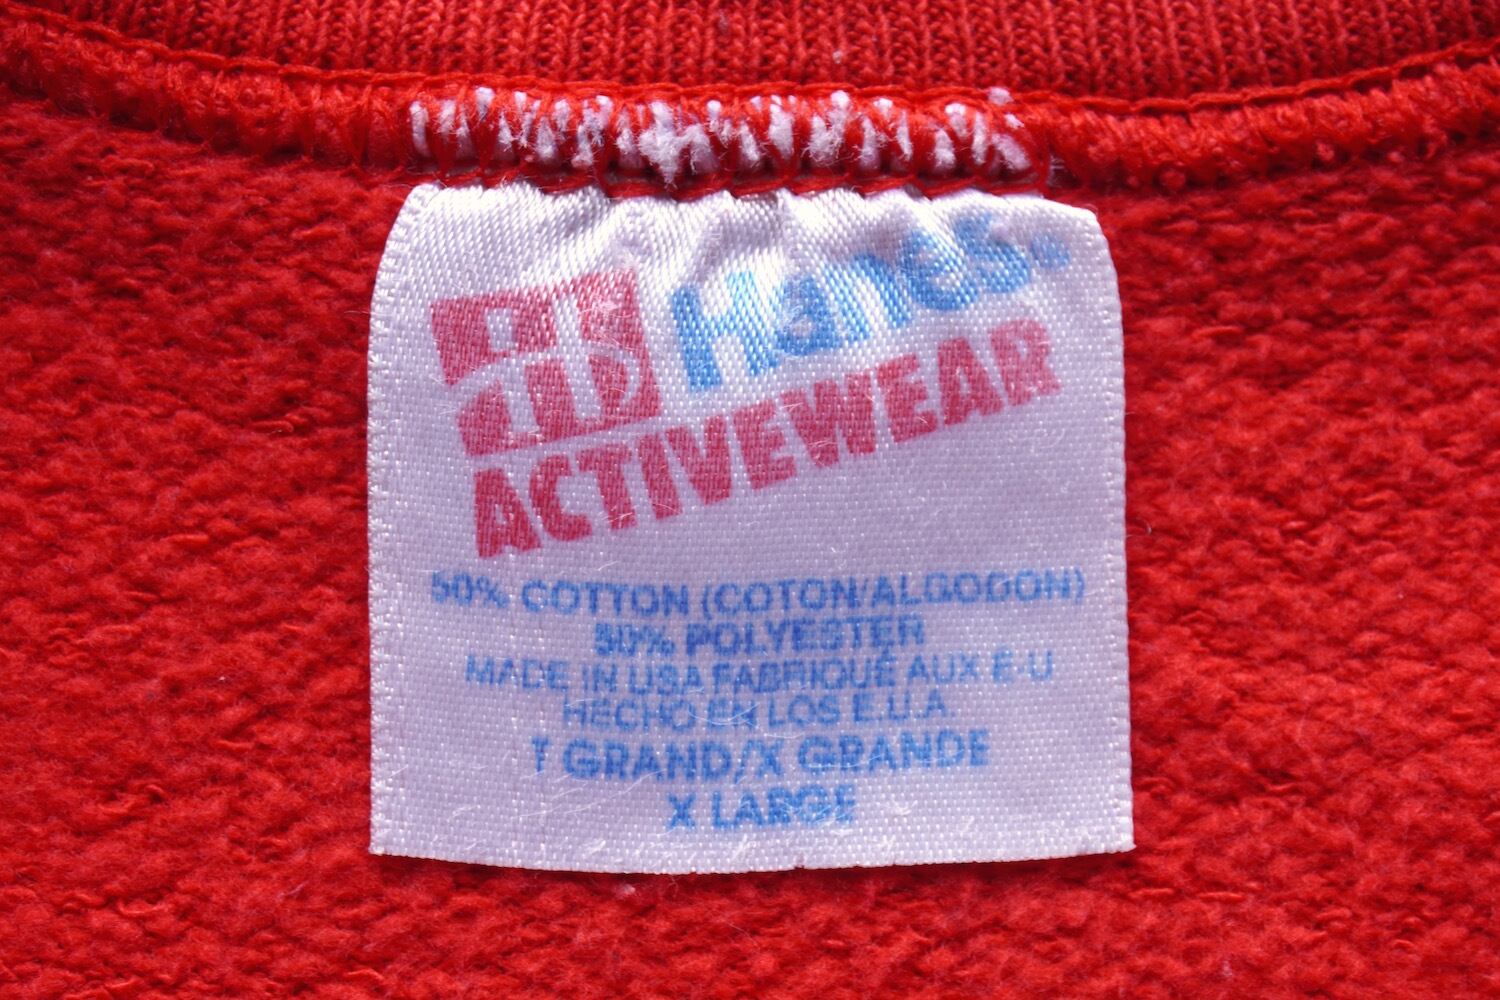 Hanes®
ACTIVEWEAR
50% COTTON (COTON/ALGODON)
50% POLYESTER
MADE IN USA FABRIQUÉ AUX E-U
HECHO EN LOS E.U.A.
T GRAND/X GRANDE
X LARGE